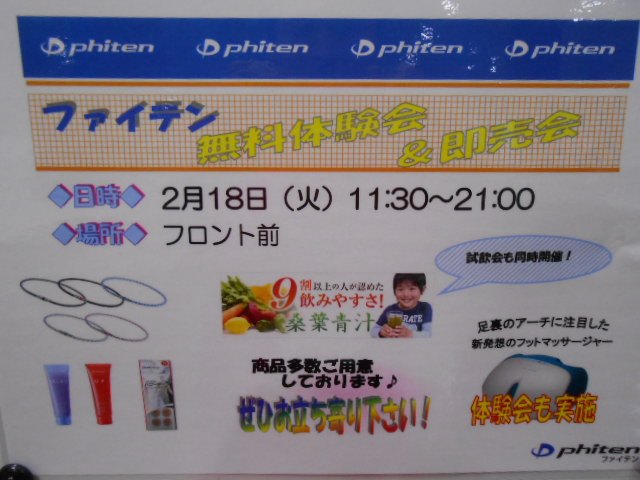 phiten phiten phiten phiten
ファイテン 無料体験会
&即売会
◆日時◆ 2月18日（火）11:30～21:00
◆場所◆ フロント前
試飲会も同時開催！
9割以上の人が認めた
飲みやすさ!
桑葉青汁
足裏のアーチに注目した
新発想のフットマッサージャー
商品多数ご用意
しております♪
ぜひお立ち寄り下さい！
体験会も実施
phiten
ファイテン